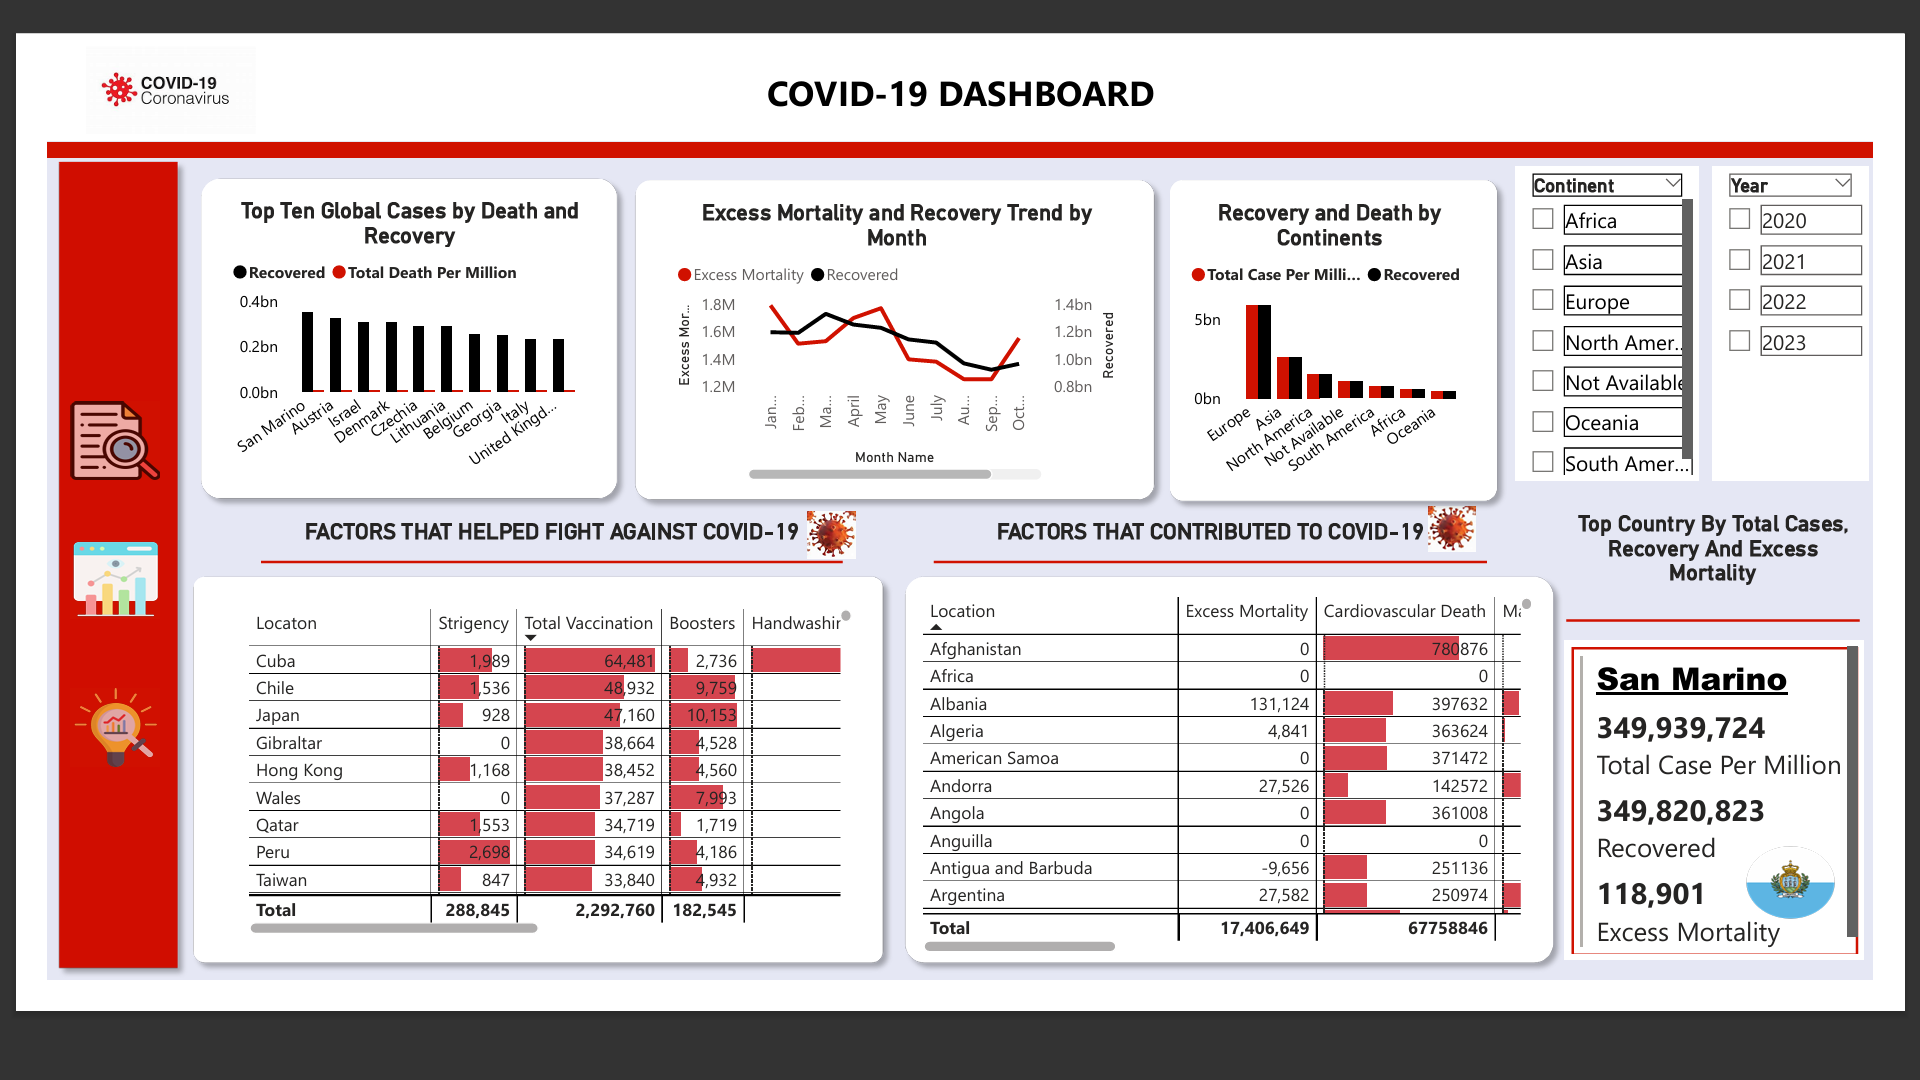 COVID-19
Coronavirus
COVID-19 DASHBOARD
Top Ten Global Cases by Death and
Recovery
Recovered Total Death Per Million
0.4bn
0.2bn
0.0bn
San Marino Austria Israel Denmark Czechia Lithuania Belgium Georgia Italy United Kingd...
Excess Mortality and Recovery Trend by
Month
Excess Mortality Recovered
Excess Mor...
1.8M
1.6M
1.4M
1.2M
1.4bn
1.2bn
1.0bn
0.8bn
Recovered
Jan... Feb... Ma... April May June July Au... Sep... Oct...
Month Name
Recovery and Death by
Continents
Total Case Per Milli... Recovered
5bn
0bn
Europe Asia North America Not Available South America Africa Oceania
Continent
Africa
Asia
Europe
North Amer...
Not Available
Oceania
South Amer...
Year
2020
2021
2022
2023
FACTORS THAT HELPED FIGHT AGAINST COVID-19
Locaton Strigency Total Vaccination Boosters Handwashir
Cuba 1,989 64,481 2,736
Chile 1,536 48,932 9,759
Japan 928 47,160 10,153
Gibraltar 0 38,664 4,528
Hong Kong 1,168 38,452 4,560
Wales 0 37,287 7,993
Qatar 1,553 34,719 1,719
Peru 2,698 34,619 4,186
Taiwan 847 33,840 4,932
Total 288,845 2,292,760 182,545
FACTORS THAT CONTRIBUTED TO COVID-19
Location Excess Mortality Cardiovascular Death
Afghanistan 0 780876
Africa 0 0
Albania 131,124 397632
Algeria 4,841 363624
American Samoa 0 371472
Andorra 27,526 142572
Angola 0 361008
Anguilla 0 0
Antigua and Barbuda -9,656 251136
Argentina 27,582 250974
Total 17,406,649 67758846
Top Country By Total Cases,
Recovery And Excess
Mortality
San Marino
349,939,724
Total Case Per Million
349,820,823
Recovered
118,901
Excess Mortality